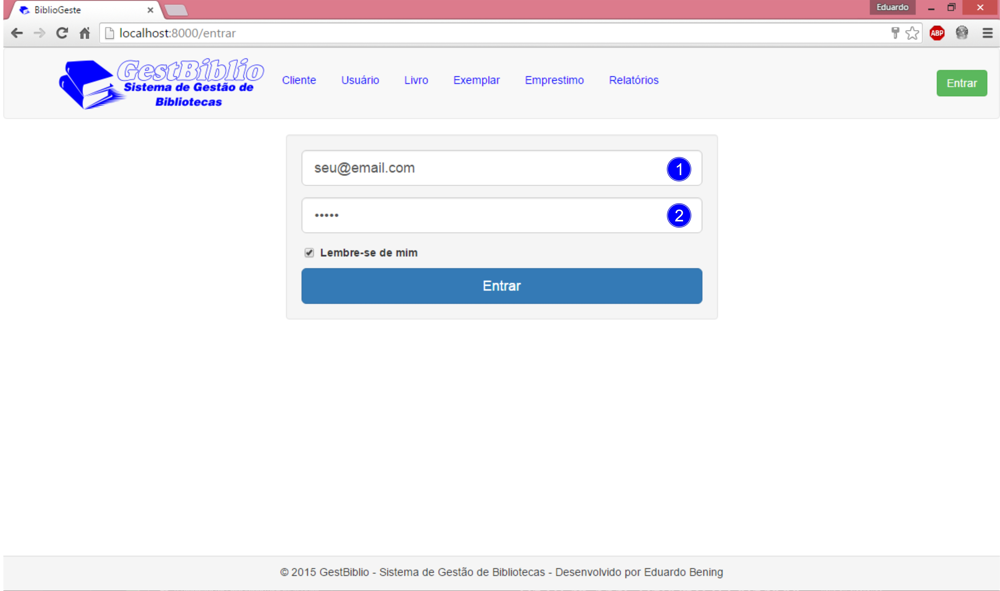 BiblioGeste
Eduardo
localhost:8000/entrar
ABP
GestBiblio
Sistema de Gestão de
Bibliotecas
Cliente Usuário Livro Exemplar Emprestimo Relatórios
Entrar
seu@email.com
1
•••••
2
Lembre-se de mim
Entrar
© 2015 GestBiblio - Sistema de Gestão de Bibliotecas - Desenvolvido por Eduardo Bening